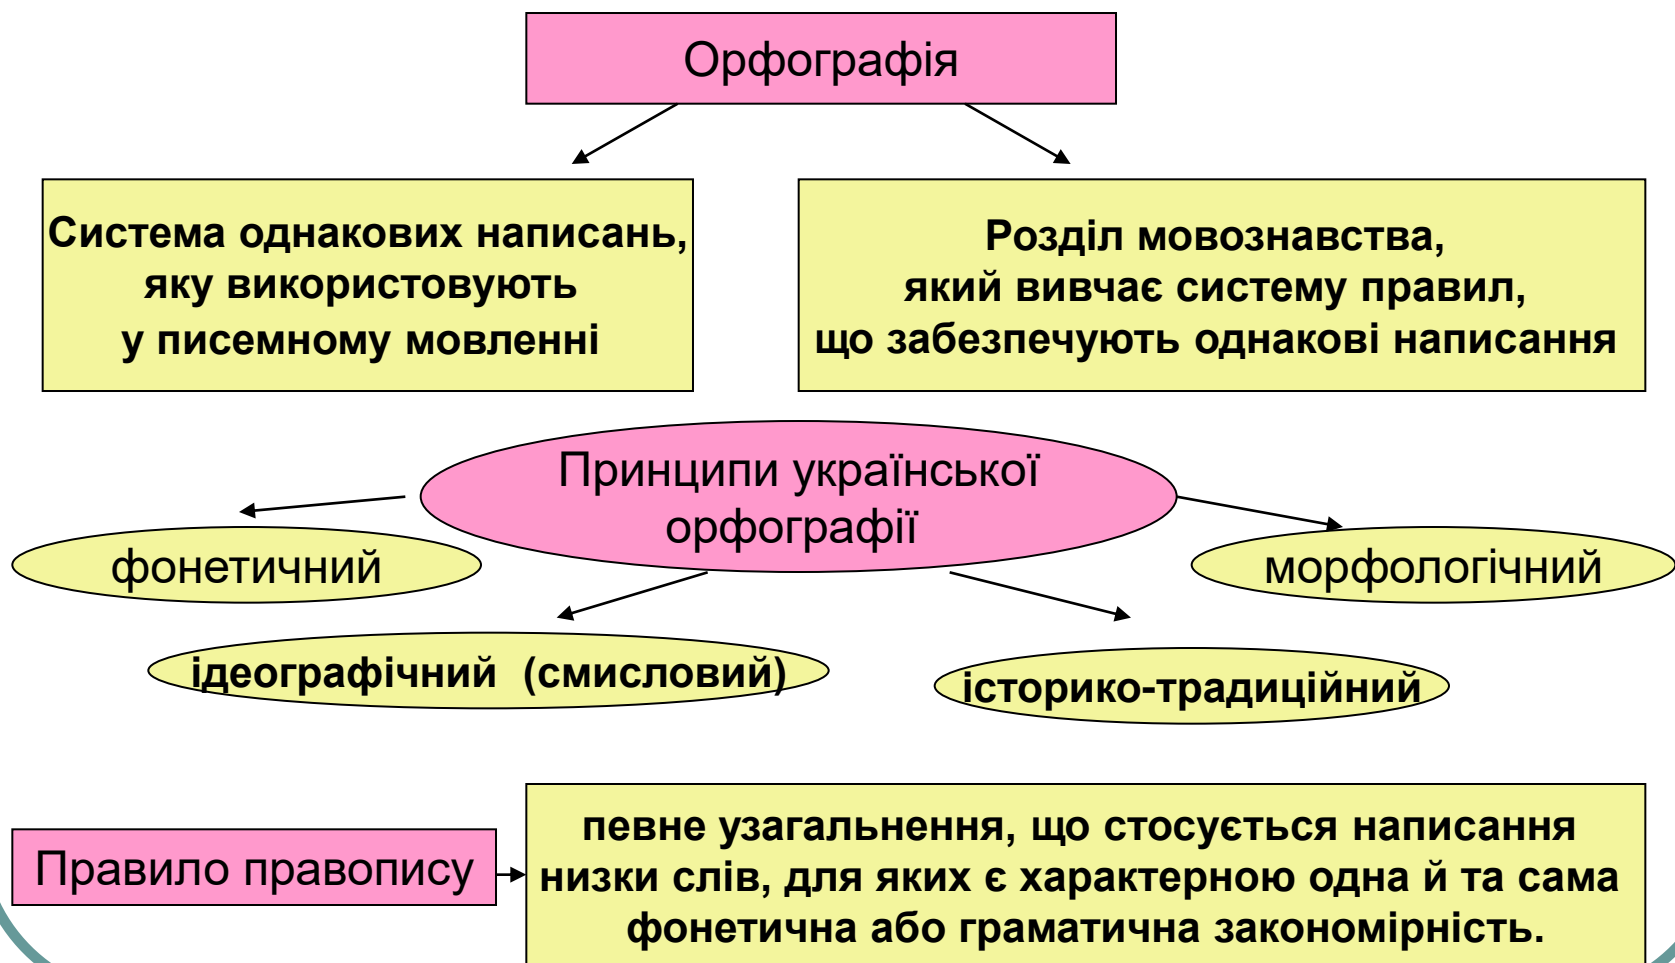 Орфографія
Система однакових написань,
яку використовують
у писемному мовленні
Розділ мовознавства,
який вивчає систему правил,
що забезпечують однакові написання
Принципи української
орфографії
фонетичний
морфологічний
ідеографічний (смисловий)
історико-традиційний
Правило правопису
певне узагальнення, що стосується написання
низки слів, для яких є характерною одна й та сама
фонетична або граматична закономірність.